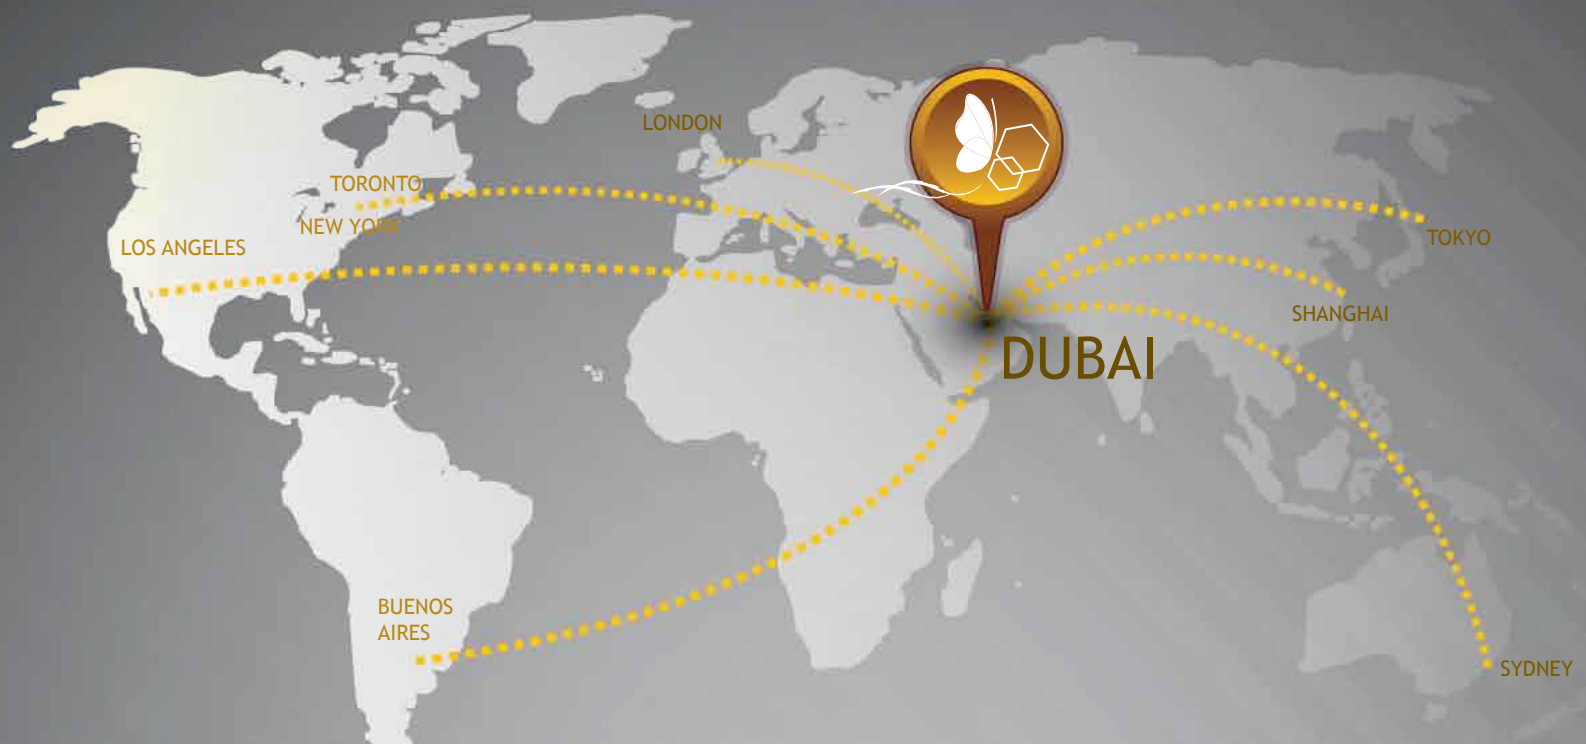 LONDON
TORONTO
NEW YORK
LOS ANGELES
TOKYO
SHANGHAI
DUBAI
BUENOS
AIRES
SYDNEY